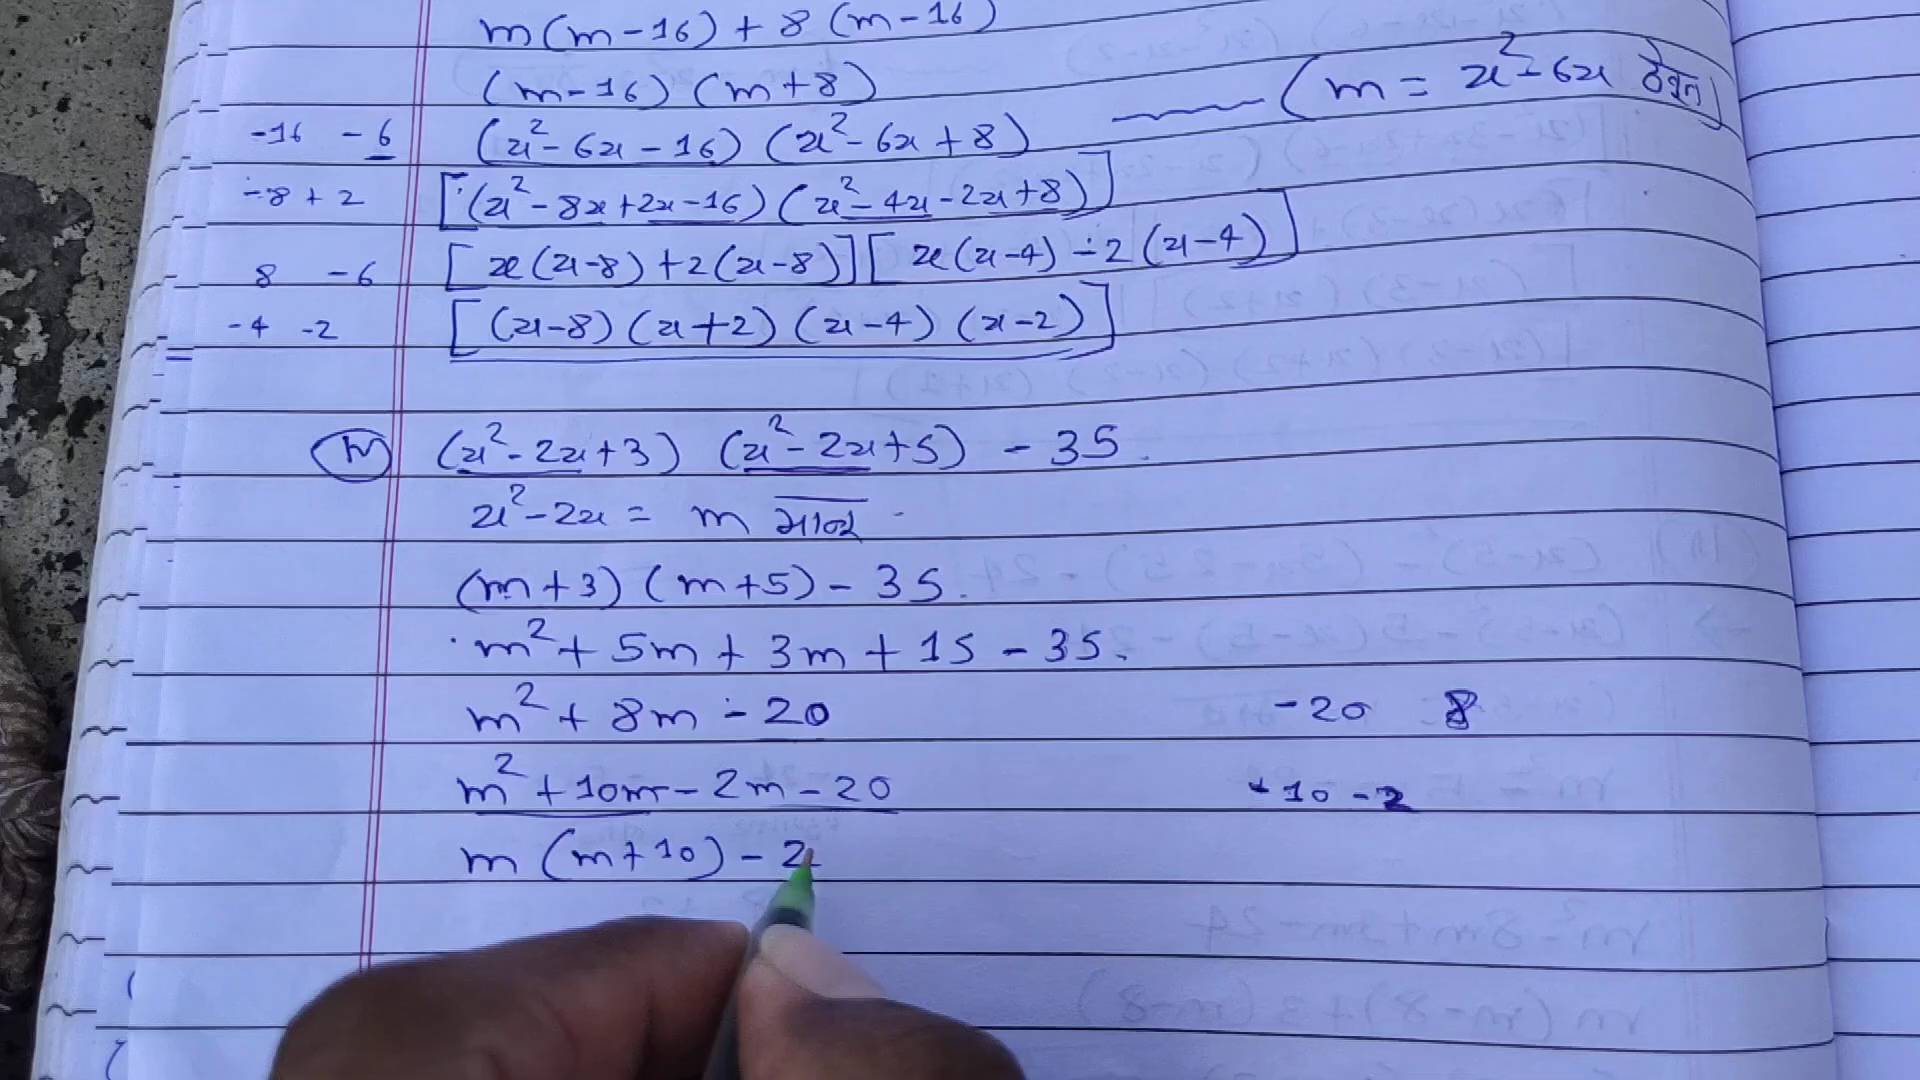 m(m-16)+8(m-16)
(m-16)(m+8)
(m = x²-6x ठेवून)
-16 -6 (x²-6x-16)(x²-6x+8)
-8+2 [(x²-8x+2x-16)(x²-4x-2x+8)]
8 -6 [x(x-8)+2(x-8)][x(x-4)-2(x-4)]
-4 -2 [(x-8)(x+2)(x-4)(x-2)]
(x²-2x+3)(x²-2x+5)-35.
x²-2x = m मानू
(m+3)(m+5)-35.
m²+5m+3m+15-35.
m²+8m-20 -20 8
m²+10m-2m-20 +10-2
m(m+10)-2